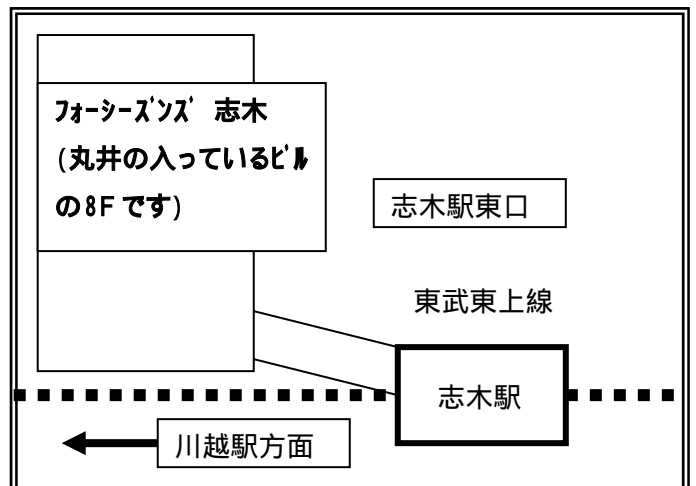 フォーシーズンズ 志木
(丸井の入っているビル
の8Fです)
志木駅東口
東武東上線
志木駅
川越駅方面